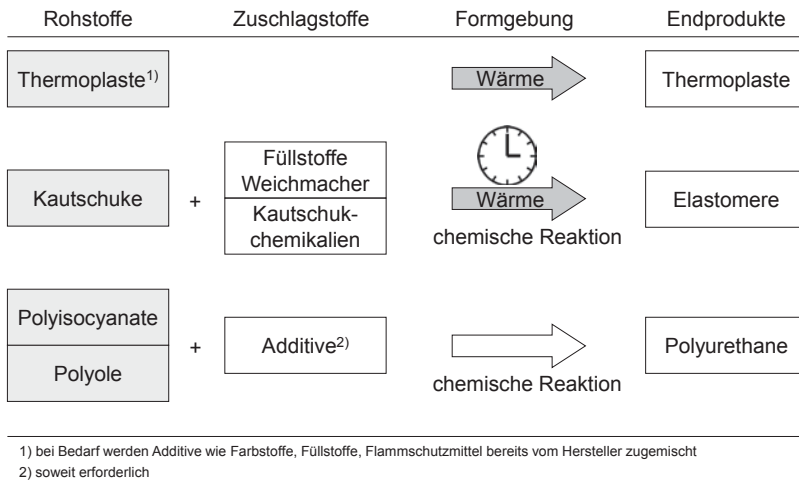 Rohstoffe Zuschlagstoffe Formgebung Endprodukte
Thermoplaste1) Wärme Thermoplaste
Kautschuke + Füllstoffe
Weichmacher
Kautschuk-
chemikalien
Wärme
chemische Reaktion
Elastomere
Polyisocyanate
Polyole
+
Additive2)
chemische Reaktion
Polyurethane
1) bei Bedarf werden Additive wie Farbstoffe, Füllstoffe, Flammschutzmittel bereits vom Hersteller zugemischt
2) soweit erforderlich